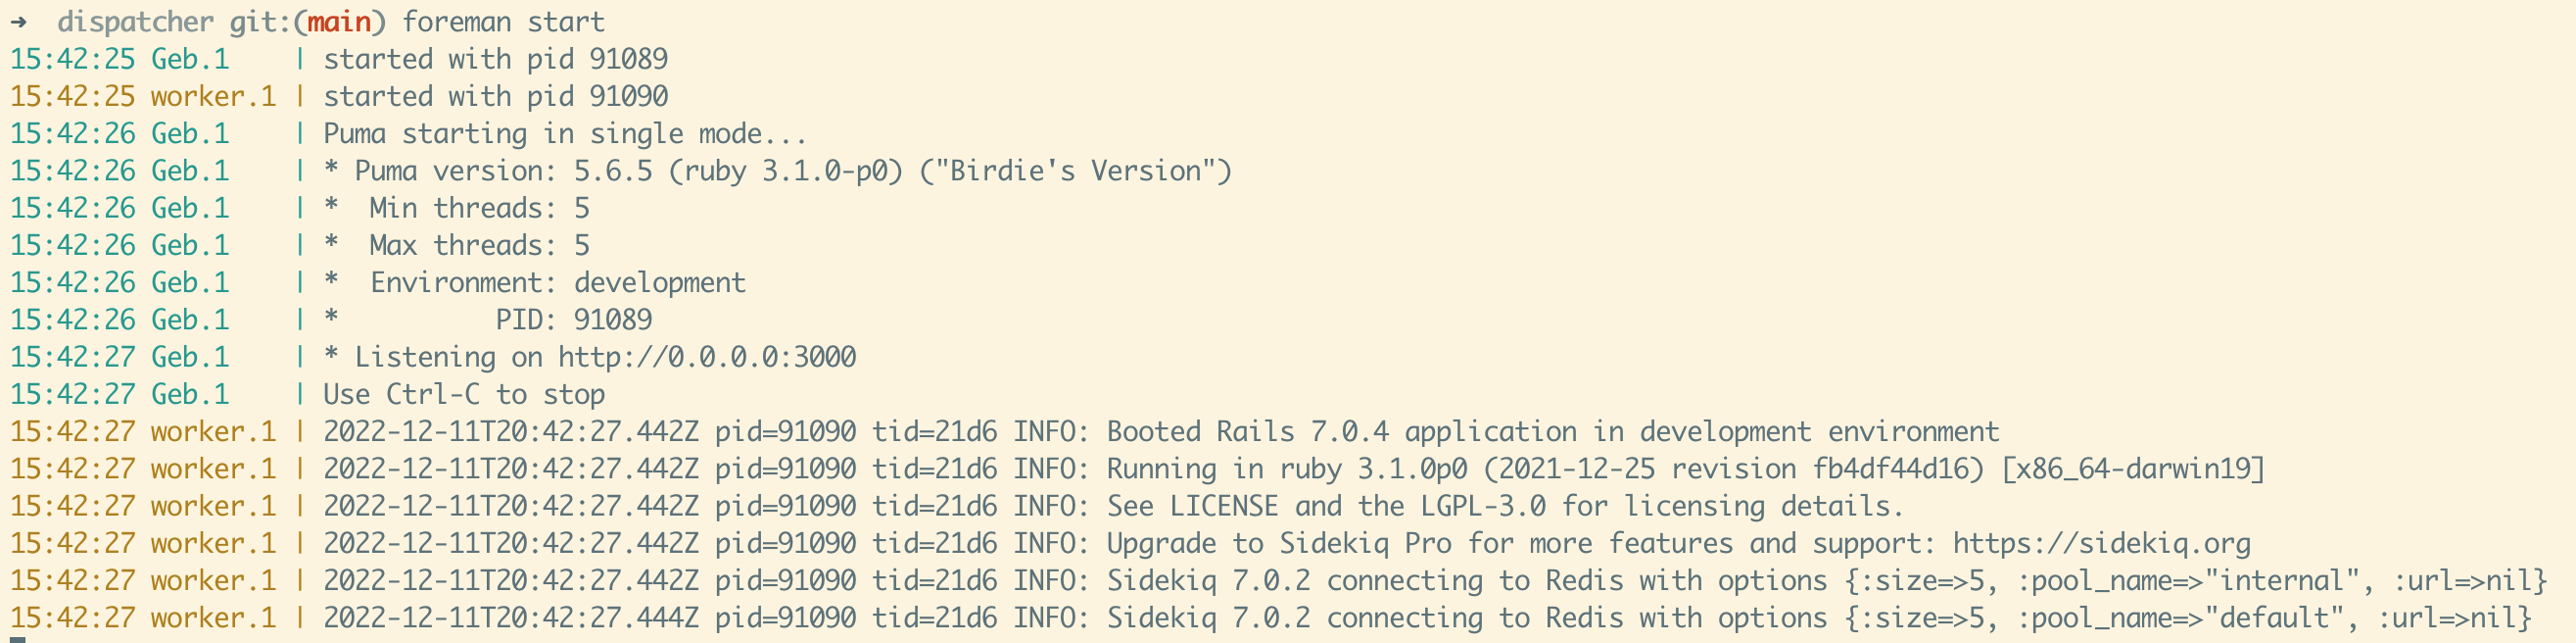 ➜  dispatcher git:(main) foreman start
15:42:25 Geb.1    | started with pid 91089
15:42:25 worker.1 | started with pid 91090
15:42:26 Geb.1    | Puma starting in single mode...
15:42:26 Geb.1    | * Puma version: 5.6.5 (ruby 3.1.0-p0) ("Birdie's Version")
15:42:26 Geb.1    | *  Min threads: 5
15:42:26 Geb.1    | *  Max threads: 5
15:42:26 Geb.1    | *  Environment: development
15:42:26 Geb.1    | *          PID: 91089
15:42:27 Geb.1    | * Listening on http://0.0.0.0:3000
15:42:27 Geb.1    | Use Ctrl-C to stop
15:42:27 worker.1 | 2022-12-11T20:42:27.442Z pid=91090 tid=21d6 INFO: Booted Rails 7.0.4 application in development environment
15:42:27 worker.1 | 2022-12-11T20:42:27.442Z pid=91090 tid=21d6 INFO: Running in ruby 3.1.0p0 (2021-12-25 revision fb4df44d16) [x86_64-darwin19]
15:42:27 worker.1 | 2022-12-11T20:42:27.442Z pid=91090 tid=21d6 INFO: See LICENSE and the LGPL-3.0 for licensing details.
15:42:27 worker.1 | 2022-12-11T20:42:27.442Z pid=91090 tid=21d6 INFO: Upgrade to Sidekiq Pro for more features and support: https://sidekiq.org
15:42:27 worker.1 | 2022-12-11T20:42:27.442Z pid=91090 tid=21d6 INFO: Sidekiq 7.0.2 connecting to Redis with options {:size=>5, :pool_name=>"internal", :url=>nil}
15:42:27 worker.1 | 2022-12-11T20:42:27.444Z pid=91090 tid=21d6 INFO: Sidekiq 7.0.2 connecting to Redis with options {:size=>5, :pool_name=>"default", :url=>nil}